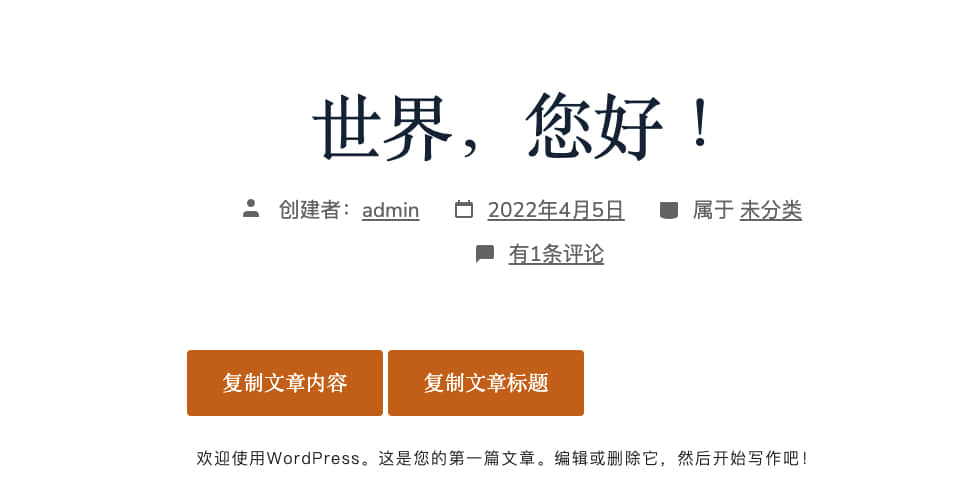 世界，您好！
创建者：admin 2022年4月5日 属于 未分类
有1条评论
复制文章内容 复制文章标题
欢迎使用WordPress。这是您的第一篇文章。编辑或删除它，然后开始写作吧！